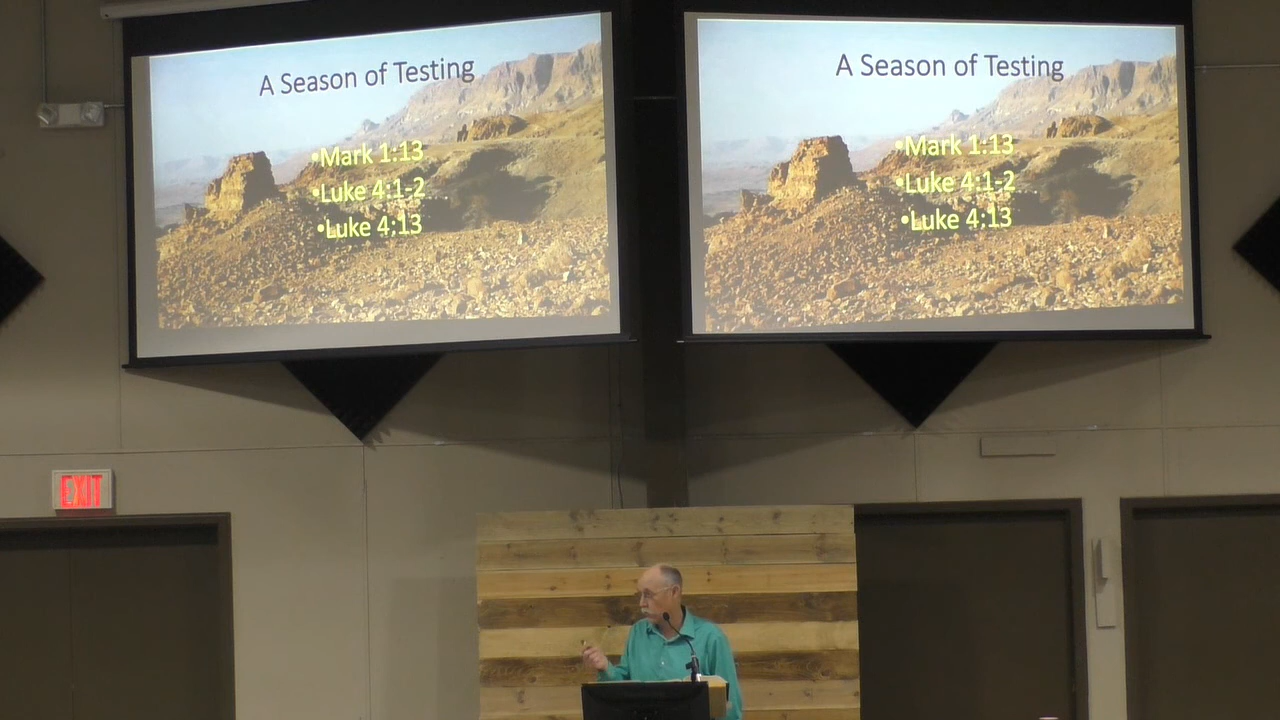 A Season of Testing
•Mark 1:13
•Luke 4:1-2
•Luke 4:13
A Season of Testing
•Mark 1:13
•Luke 4:1-2
•Luke 4:13
EXIT